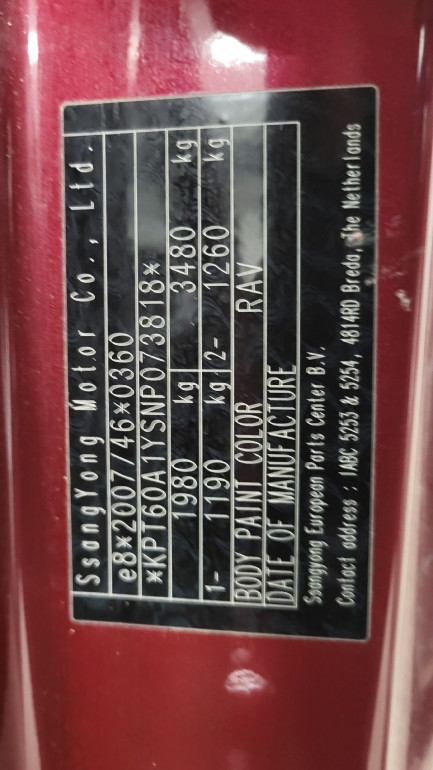 SsangYong Motor Co., Ltd.
e8*2007/46*0360
*KPT60A1YSNP073818*
1980 kg 3480 kg
1- 1190 kg 2- 1260 kg
BODY PAINT COLOR RAV
DATE OF MANUFACTURE
Ssangyong European Parts Center B.V.
Contact address : IABC 5253 & 5254, 4814RD Breda, the Netherlands